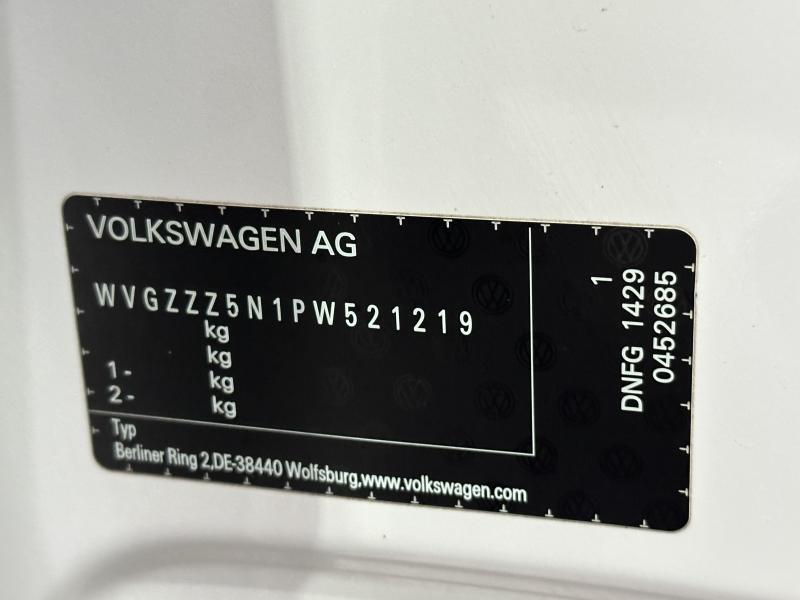 VOLKSWAGEN AG
WVGZZZ5N1PW521219
kg
kg
1 - kg
2 - kg
Typ
Berliner Ring 2,DE-38440 Wolfsburg,www.volkswagen.com
1
DNFG 1429
0452685